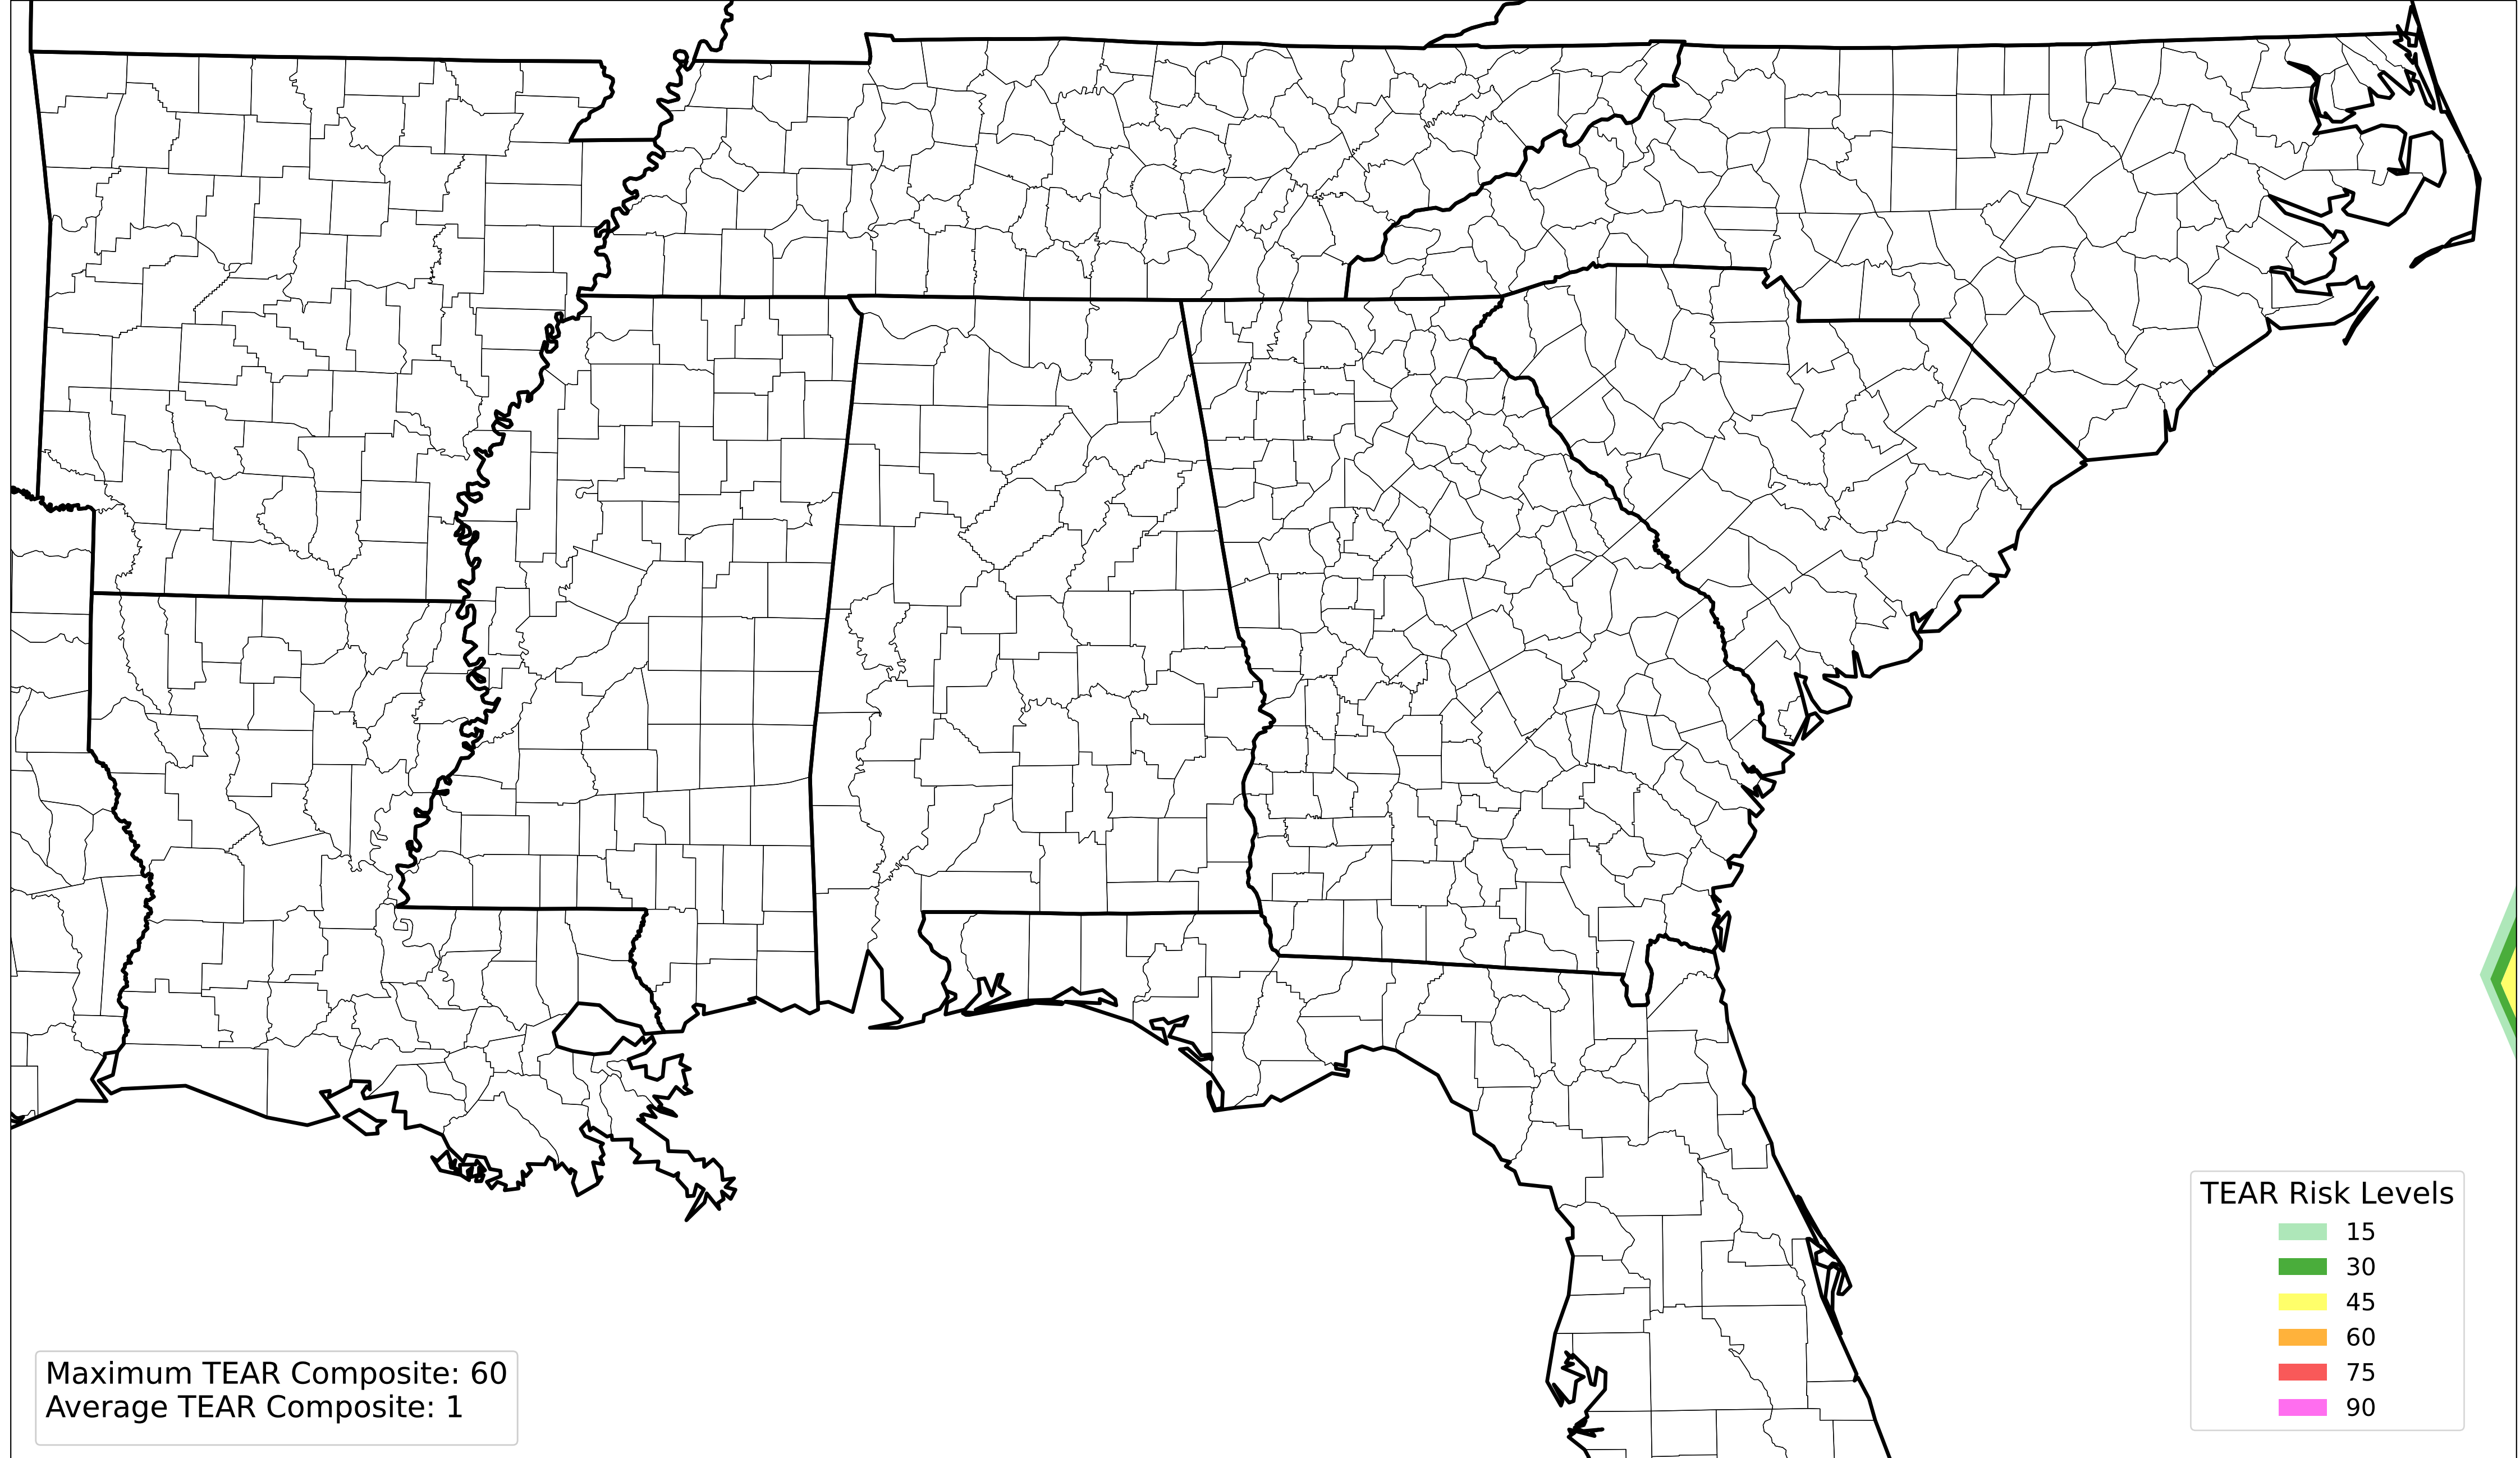 TEAR Risk Levels
15
30
45
60
75
90
Maximum TEAR Composite: 60
Average TEAR Composite: 1